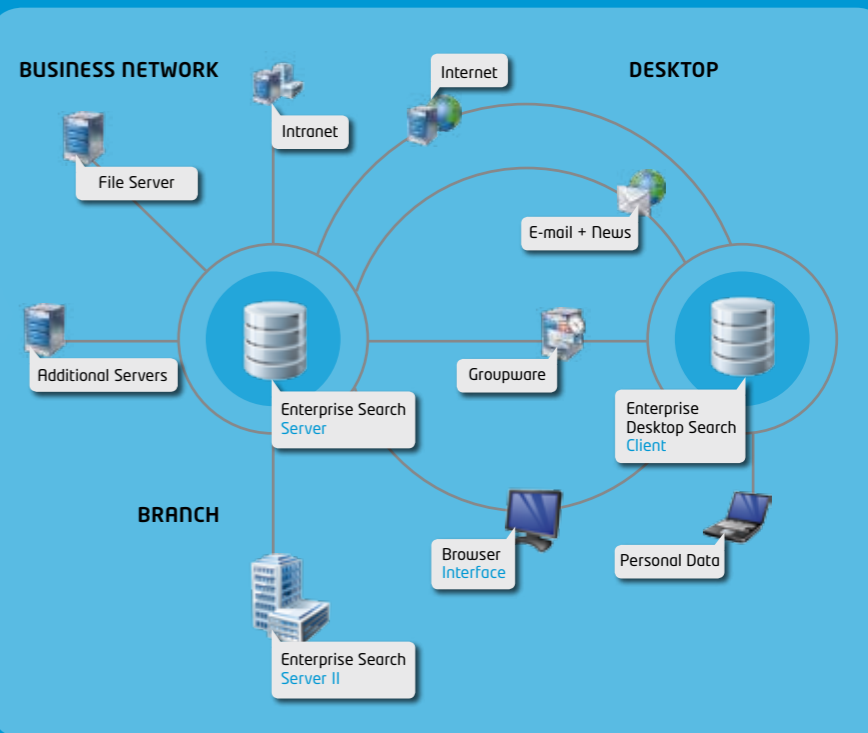 BUSINESS NETWORK
DESKTOP
Internet
Intranet
File Server
E-mail + News
Additional Servers
Groupware
Enterprise Search
Server
Enterprise
Desktop Search
Client
BRANCH
Browser
Interface
Personal Data
Enterprise Search
Server II